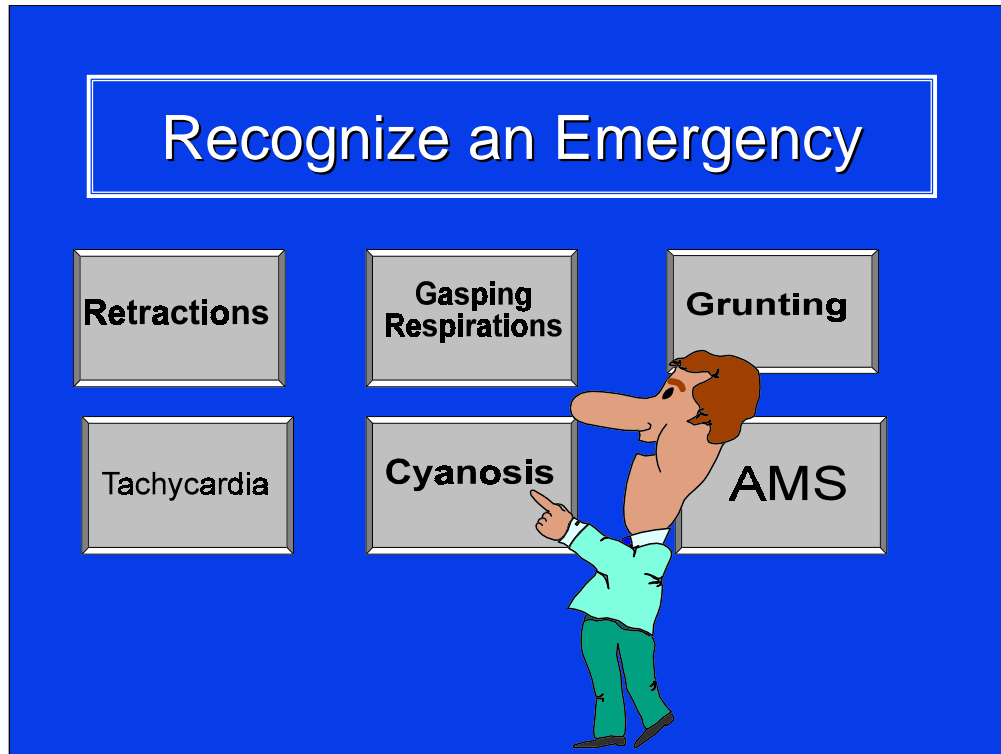 Recognize an Emergency
Retractions
Gasping
Respirations
Grunting
Tachycardia
Cyanosis
AMS